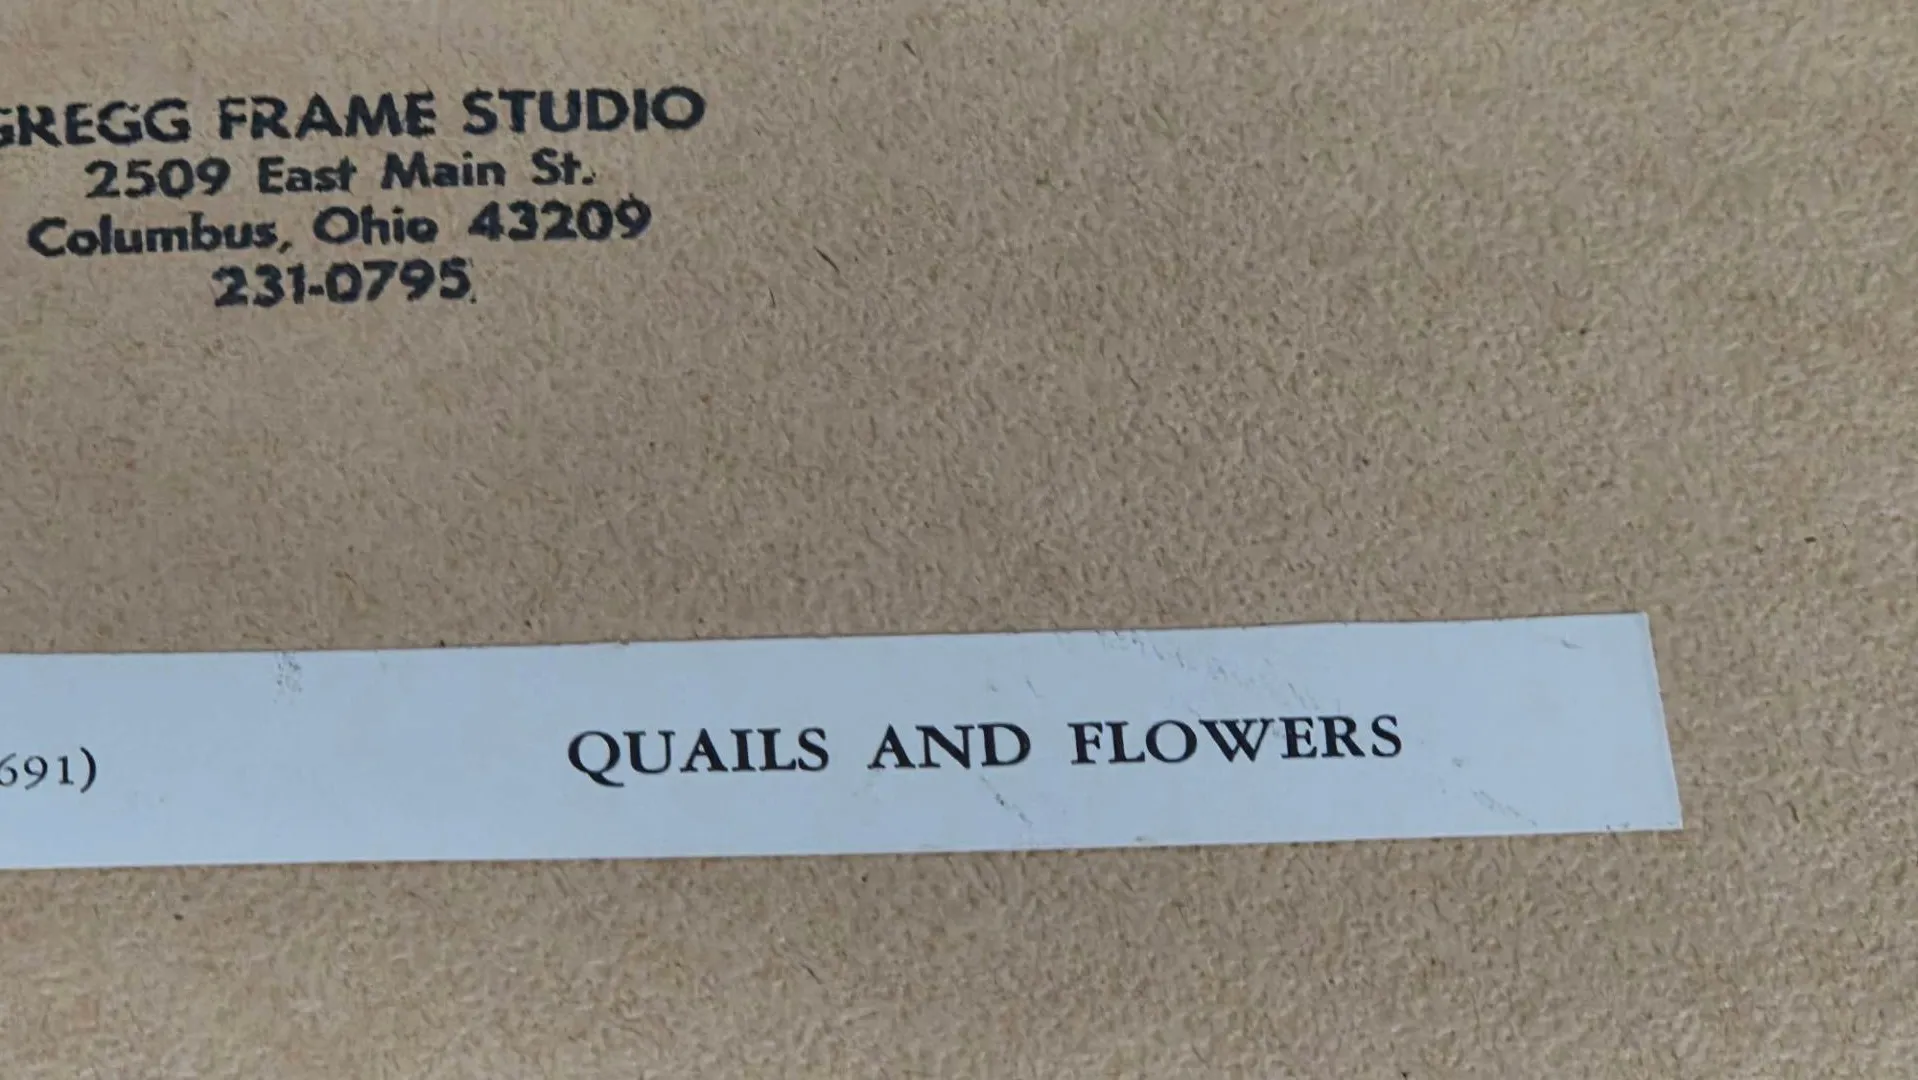 GREGG FRAME STUDIO
2509 East Main St.
Columbus, Ohio 43209
231-0795
691) QUAILS AND FLOWERS